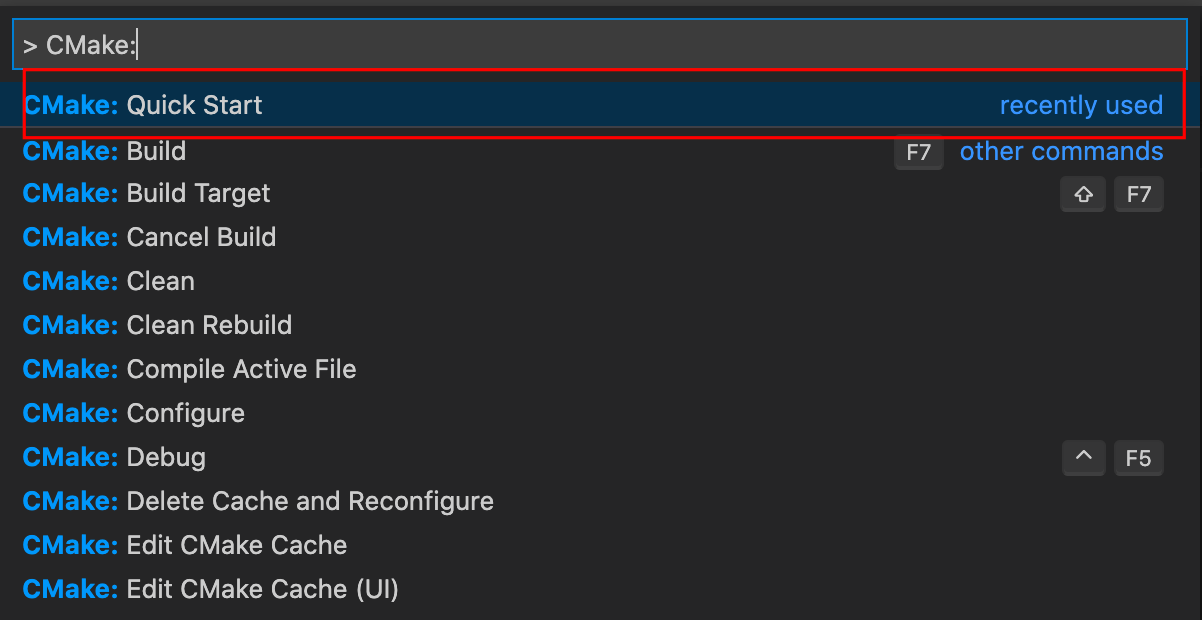 > CMake:
CMake: Quick Start recently used
CMake: Build F7 other commands
CMake: Build Target ⇧ F7
CMake: Cancel Build
CMake: Clean
CMake: Clean Rebuild
CMake: Compile Active File
CMake: Configure
CMake: Debug ^ F5
CMake: Delete Cache and Reconfigure
CMake: Edit CMake Cache
CMake: Edit CMake Cache (UI)